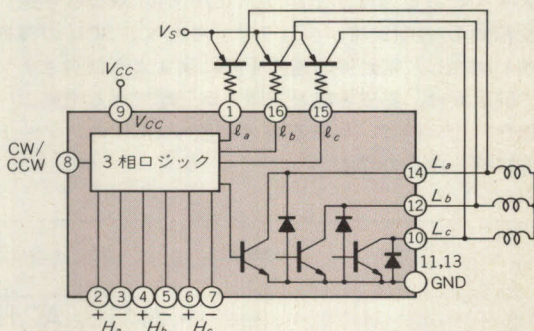 V_S
V_CC
⑨ ① ⑯ ⑮
V_CC ℓ_a ℓ_b ℓ_c
CW/
CCW
⑧
3相ロジック
⑭ L_a
⑫ L_b
⑩ L_c
11,13
GND
② ③ ④ ⑤ ⑥ ⑦
+ − + − + −
H_a H_b H_c